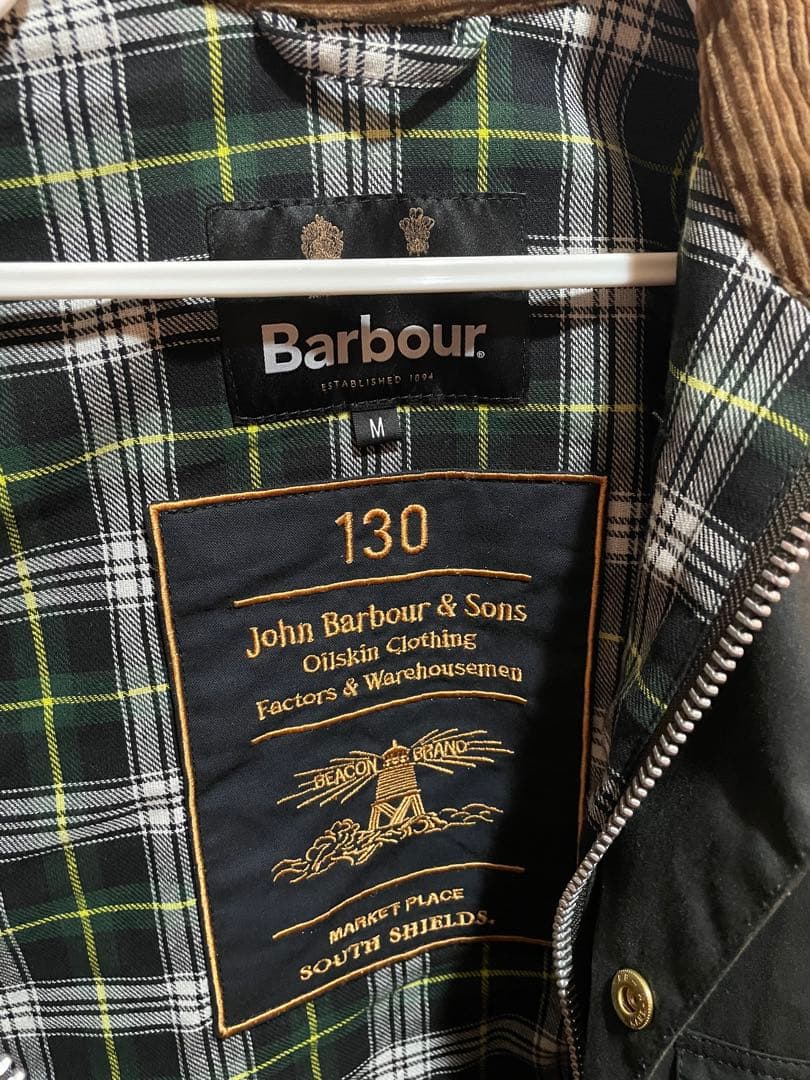 Barbour®
ESTABLISHED 1894
M
130
John Barbour & Sons
Oilskin Clothing
Factors & Warehousemen
BEACON BRAND
MARKET PLACE
SOUTH SHIELDS.